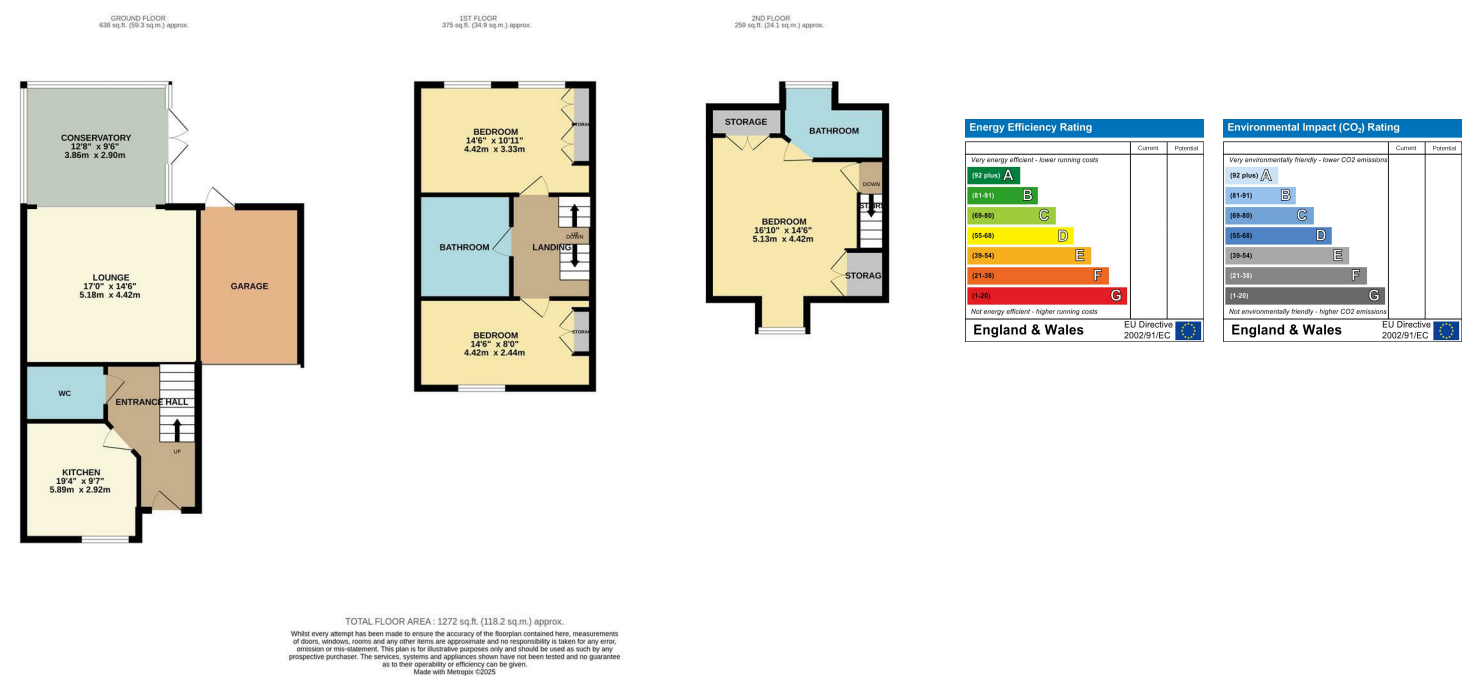 GROUND FLOOR
638 sq.ft. (59.3 sq.m.) approx.
1ST FLOOR
375 sq.ft. (34.9 sq.m.) approx.
2ND FLOOR
259 sq.ft. (24.1 sq.m.) approx.
CONSERVATORY
12'8" x 9'6"
3.86m x 2.90m
LOUNGE
17'0" x 14'6"
5.18m x 4.42m
GARAGE
WC
ENTRANCE HALL
UP
KITCHEN
19'4" x 9'7"
5.89m x 2.92m
BEDROOM
14'6" x 10'11"
4.42m x 3.33m
STORAG
BATHROOM
LANDING
UP
DOWN
BEDROOM
14'6" x 8'0"
4.42m x 2.44m
STORAG
STORAGE
BATHROOM
DOWN
STAIRS
BEDROOM
16'10" x 14'6"
5.13m x 4.42m
STORAG
Energy Efficiency Rating
Current Potential
Very energy efficient - lower running costs
(92 plus) A
(81-91) B
(69-80) C
(55-68) D
(39-54) E
(21-38) F
(1-20) G
Not energy efficient - higher running costs
England & Wales
EU Directive
2002/91/EC
Environmental Impact (CO₂) Rating
Current Potential
Very environmentally friendly - lower CO2 emissions
(92 plus) A
(81-91) B
(69-80) C
(55-68) D
(39-54) E
(21-38) F
(1-20) G
Not environmentally friendly - higher CO2 emissions
England & Wales
EU Directive
2002/91/EC
TOTAL FLOOR AREA : 1272 sq.ft. (118.2 sq.m.) approx.
Whilst every attempt has been made to ensure the accuracy of the floorplan contained here, measurements
of doors, windows, rooms and any other items are approximate and no responsibility is taken for any error,
omission or mis-statement. This plan is for illustrative purposes only and should be used as such by any
prospective purchaser. The services, systems and appliances shown have not been tested and no guarantee
as to their operability or efficiency can be given.
Made with Metropix ©2025